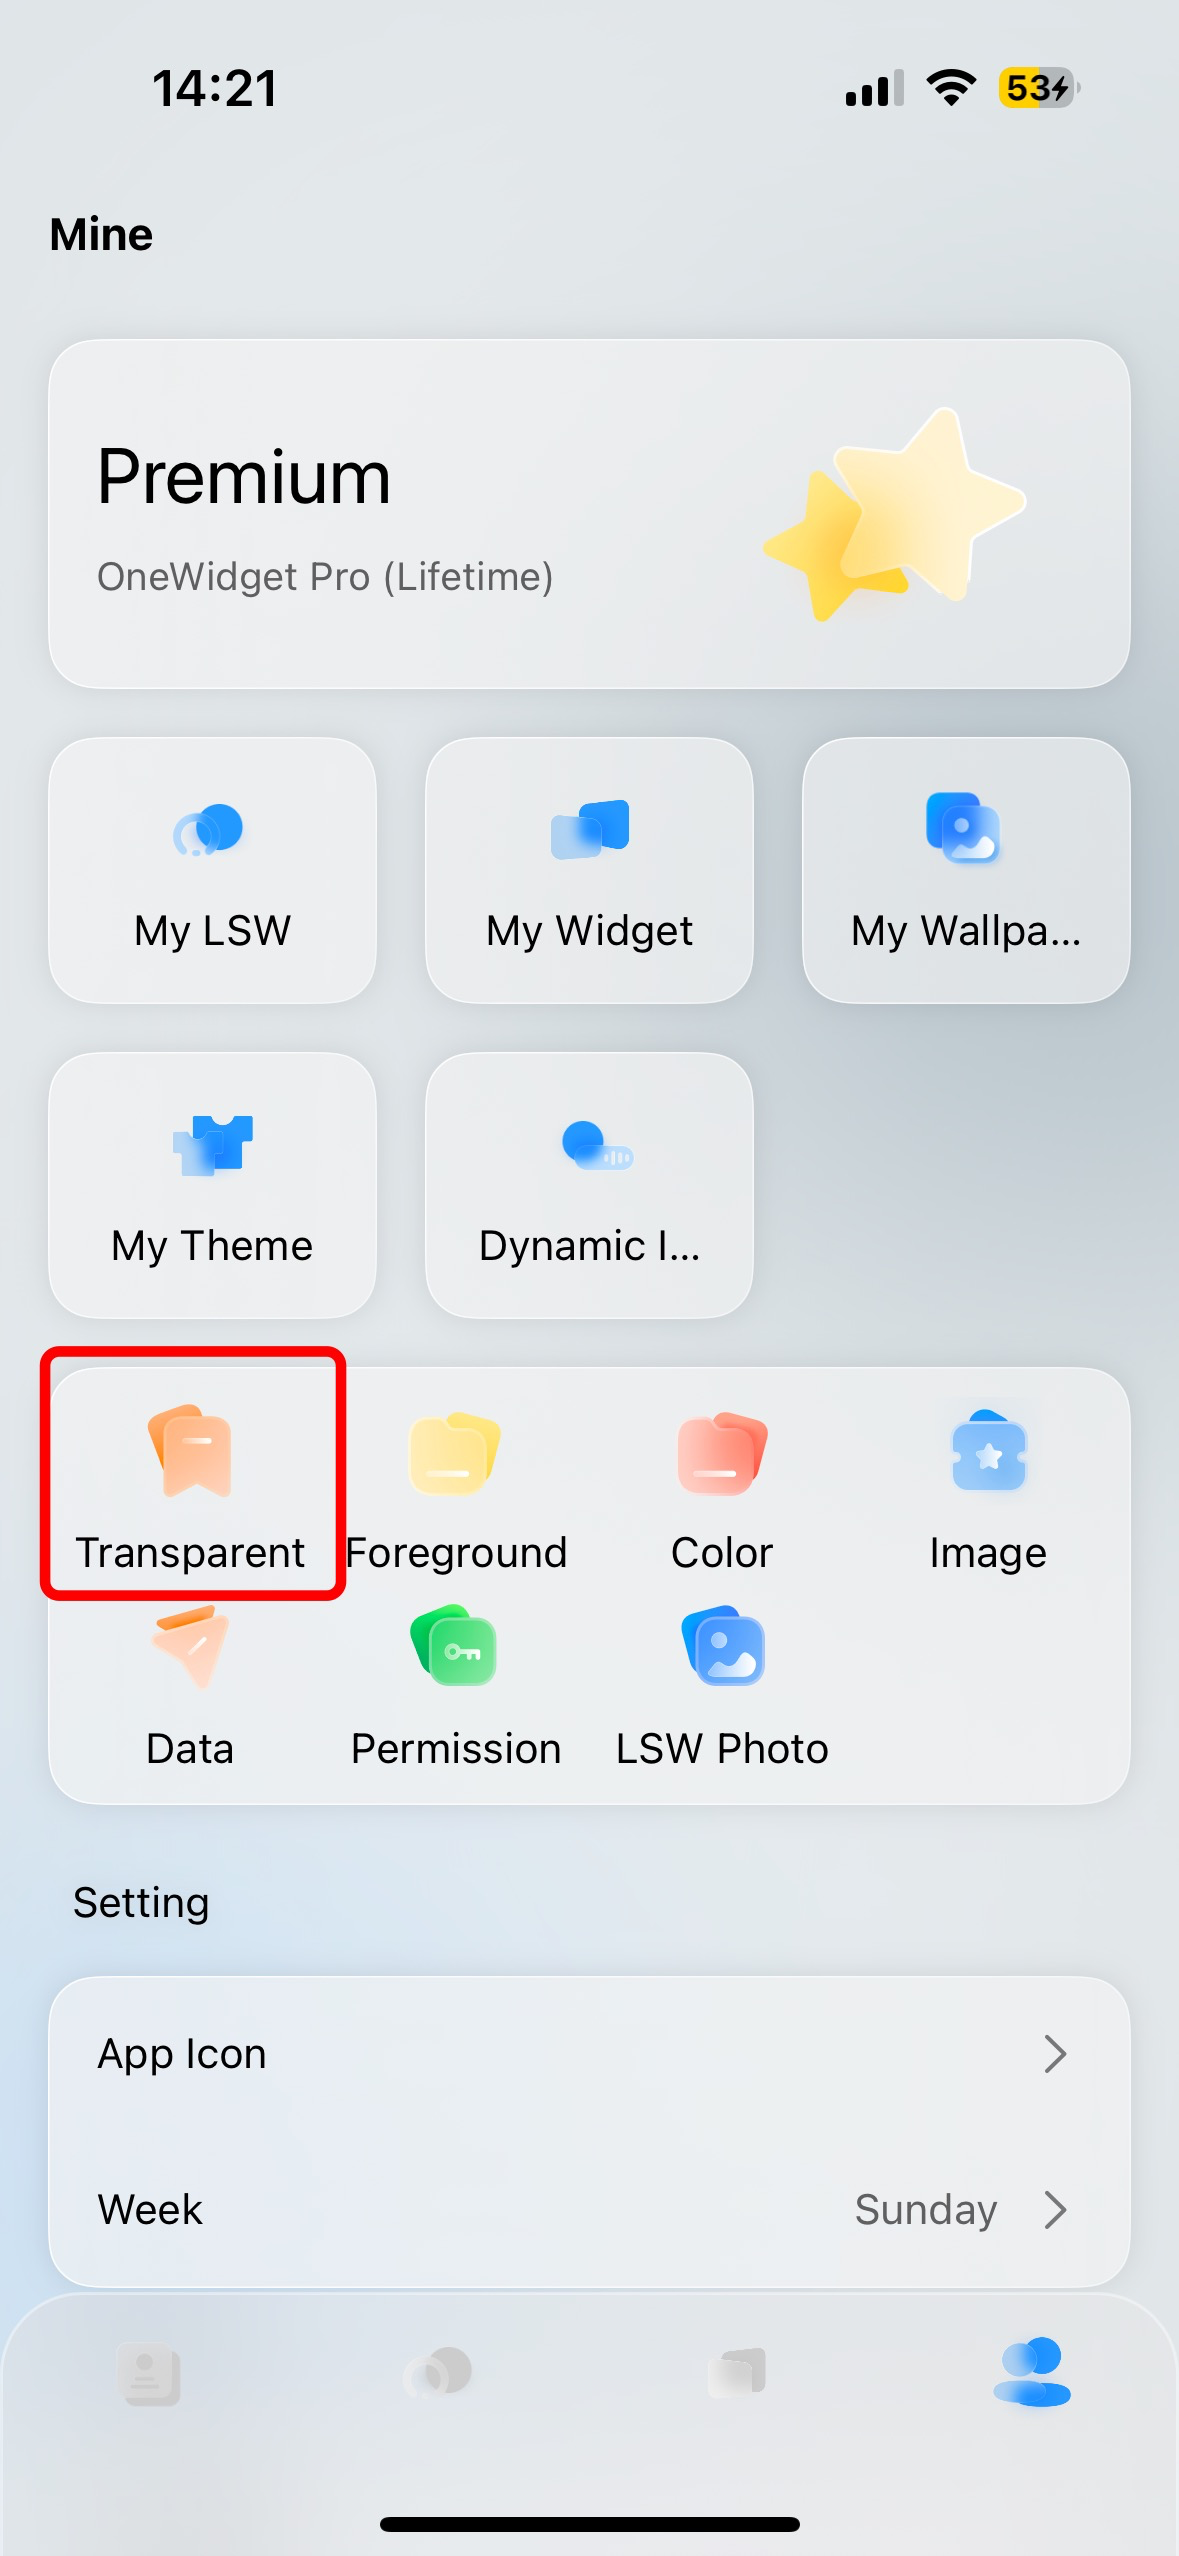 14:21
53
Mine
Premium
OneWidget Pro (Lifetime)
My LSW
My Widget
My Wallpa...
My Theme
Dynamic I...
Transparent
Foreground
Color
Image
Data
Permission
LSW Photo
Setting
App Icon
Week
Sunday